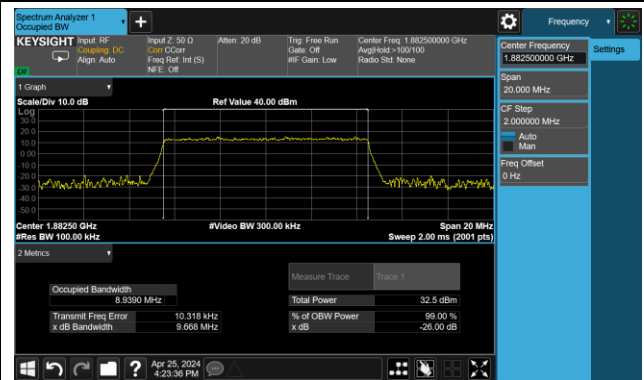 Spectrum Analyzer 1
Occupied BW
Frequency
KEYSIGHT
Input: RF
Coupling: DC
Align: Auto
Input Z: 50 Ω
Corr CCorr
Freq Ref: Int (S)
NFE: Off
Atten: 20 dB
Trig: Free Run
Gate: Off
#IF Gain: Low
Center Freq: 1.882500000 GHz
Avg|Hold:>100/100
Radio Std: None
Center Frequency
1.882500000 GHz
Settings
Span
20.000 MHz
CF Step
2.000000 MHz
Auto
Man
Freq Offset
0 Hz
1 Graph
Scale/Div 10.0 dB
Ref Value 40.00 dBm
Log
30.0
20.0
10.0
0.00
-10.0
-20.0
-30.0
-40.0
-50.0
Center 1.88250 GHz
#Video BW 300.00 kHz
Span 20 MHz
#Res BW 100.00 kHz
Sweep 2.00 ms (2001 pts)
2 Metrics
Measure Trace
Trace 1
Occupied Bandwidth
8.9390 MHz
Total Power
32.5 dBm
Transmit Freq Error
10.318 kHz
% of OBW Power
99.00 %
x dB Bandwidth
9.668 MHz
x dB
-26.00 dB
?
Apr 25, 2024
4:23:36 PM